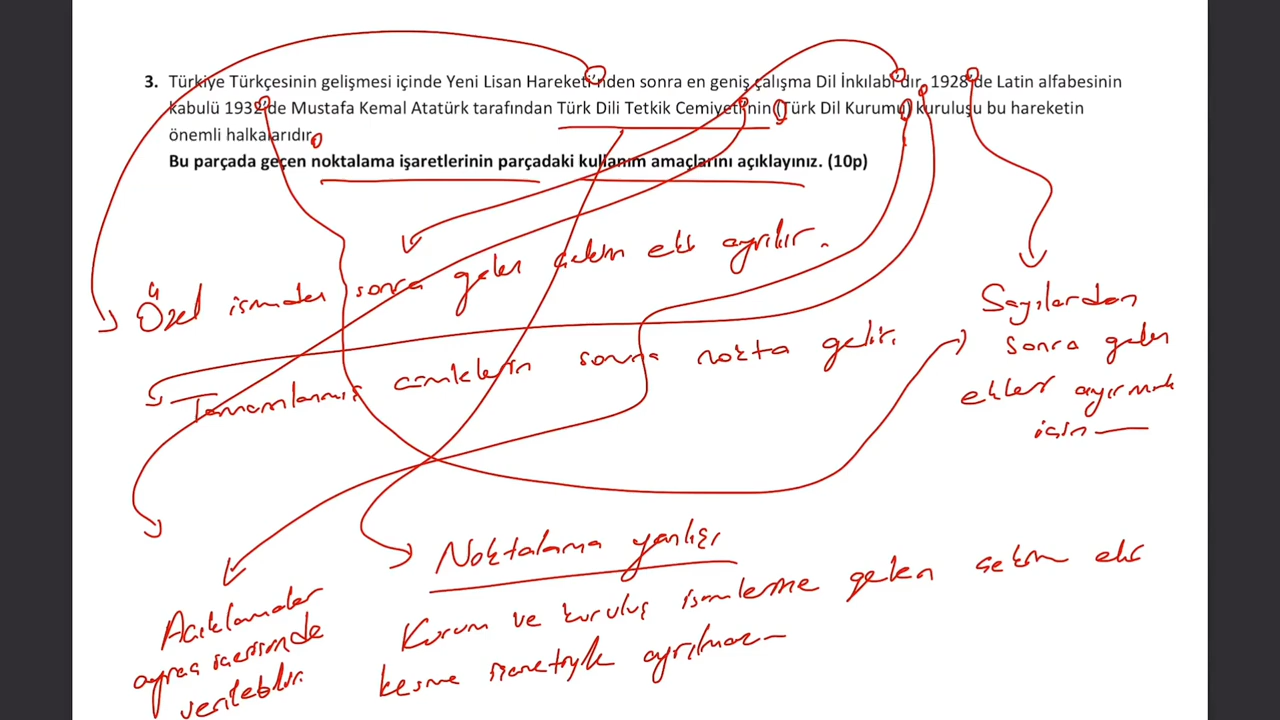 3. Türkiye Türkçesinin gelişmesi içinde Yeni Lisan Hareketi'nden sonra en geniş çalışma Dil İnkılabı'dır. 1928'de Latin alfabesinin
kabulü 1932'de Mustafa Kemal Atatürk tarafından Türk Dili Tetkik Cemiyeti'nin (Türk Dil Kurumu) kuruluşu bu hareketin
önemli halkalarıdır.
Bu parçada geçen noktalama işaretlerinin parçadaki kullanım amaçlarını açıklayınız. (10p)
Özel isimden sonra gelen çekim eki ayrılır.
Tamamlanmış cümlelerin sonuna nokta gelir.
Sayılardan
sonra gelen
ekleri ayırmak
için
Noktalama yanlışı
Kurum ve kuruluş isimlerine gelen çekim eki
kesme işaretiyle ayrılmaz
Açıklamalar
ayraç içerisinde
verilebilir.